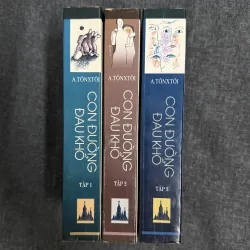 A.TÔNXTÔI
CON ĐƯỜNG
ĐAU KHỔ
TẬP 1
A.TÔNXTÔI
CON ĐƯỜNG
ĐAU KHỔ
TẬP 2
A.TÔNXTÔI
CON ĐƯỜNG
ĐAU KHỔ
TẬP 3